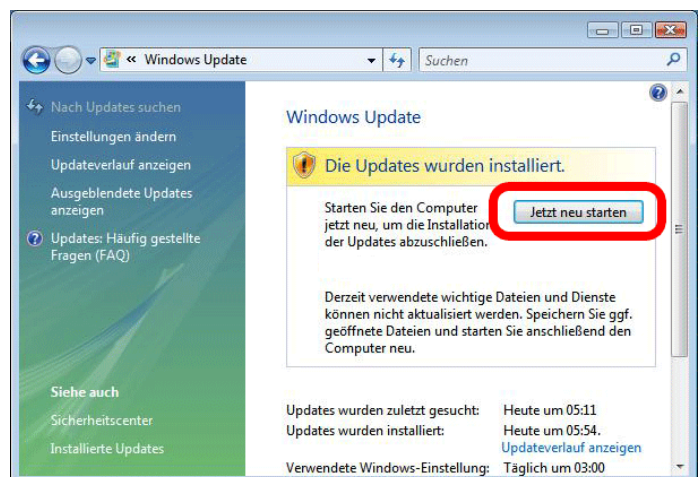 « Windows Update
Suchen
Nach Updates suchen
Einstellungen ändern
Updateverlauf anzeigen
Ausgeblendete Updates
anzeigen
Updates: Häufig gestellte
Fragen (FAQ)
Siehe auch
Sicherheitscenter
Installierte Updates
Windows Update
Die Updates wurden installiert.
Starten Sie den Computer
jetzt neu, um die Installation
der Updates abzuschließen.
Jetzt neu starten
Derzeit verwendete wichtige Dateien und Dienste
können nicht aktualisiert werden. Speichern Sie ggf.
geöffnete Dateien und starten Sie anschließend den
Computer neu.
Updates wurden zuletzt gesucht: Heute um 05:11
Updates wurden installiert: Heute um 05:54.
Updateverlauf anzeigen
Verwendete Windows-Einstellung: Täglich um 03:00